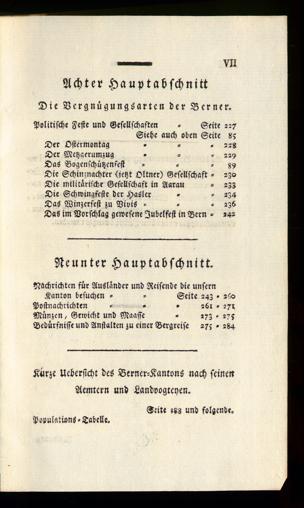 VII
Achter Hauptabschnitt
Die Vergnügungsarten der Berner.
Politische Feste und Gesellschaften „ Seite 227
Siehe auch oben Seite 85
Der Ostermontag „ „ „ 228
Der Metzgerumzug „ „ „ 229
Das Bogenschützenfest „ „ „ 89
Die Schinznacher (jetzt Oltner) Gesellschaft „ 230
Die militärische Gesellschaft in Aarau „ 233
Die Schwingfeste der Hasler „ „ 234
Das Winzerfest zu Vivis „ „ „ 236
Das im Vorschlag gewesene Jubelfest in Bern „ 242
Neunter Hauptabschnitt.
Nachrichten für Ausländer und Reisende die unsern
Kanton besuchen „ „ Seite 243 „ 260
Postnachrichten „ „ „ 261 „ 271
Münzen, Gewicht und Maasse „ „ 273 „ 275
Bedürfnisse und Anstalten zu einer Bergreise 275 „ 284
Kurze Uebersicht des Berner-Kantons nach seinen
Aemtern und Landvogteyen.
Seite 188 und folgende.
Populations-Tabelle.